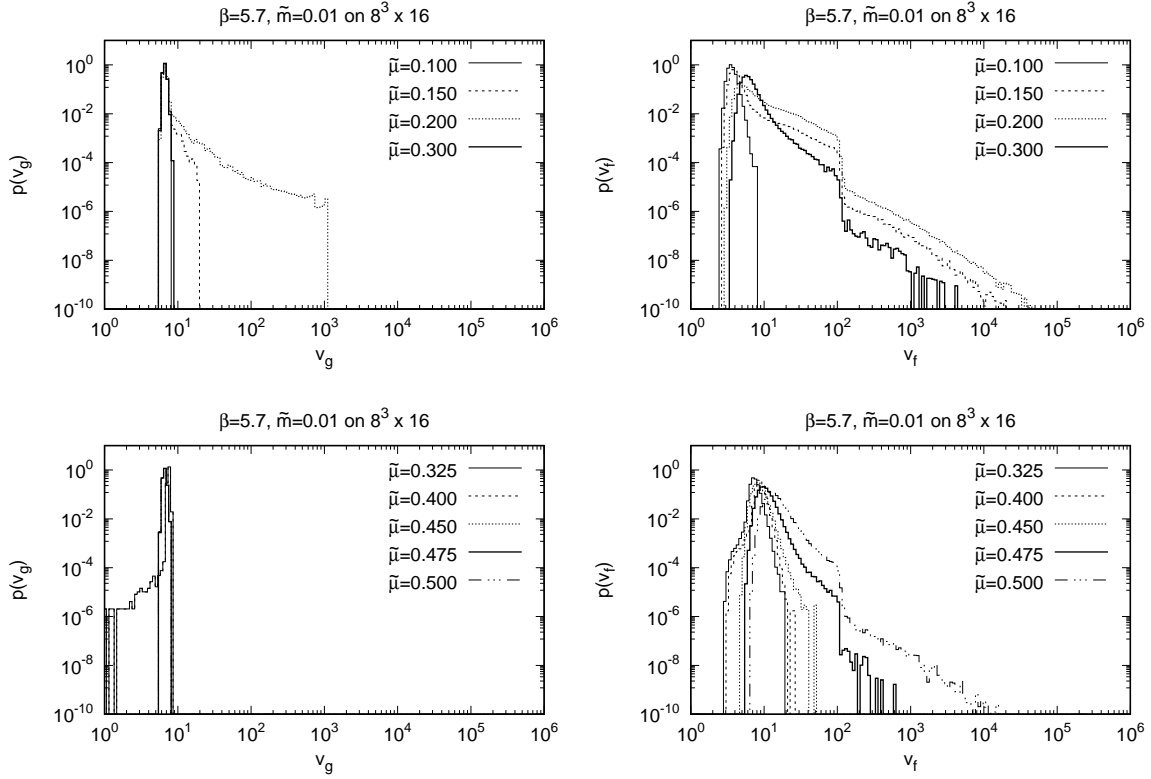 β=5.7, m̃=0.01 on 8³ x 16
p(v_g)
10⁰
10⁻²
10⁻⁴
10⁻⁶
10⁻⁸
10⁻¹⁰
μ̃=0.100
μ̃=0.150
μ̃=0.200
μ̃=0.300
10⁰ 10¹ 10² 10³ 10⁴ 10⁵ 10⁶
v_g
β=5.7, m̃=0.01 on 8³ x 16
p(v_f)
10⁰
10⁻²
10⁻⁴
10⁻⁶
10⁻⁸
10⁻¹⁰
μ̃=0.100
μ̃=0.150
μ̃=0.200
μ̃=0.300
10⁰ 10¹ 10² 10³ 10⁴ 10⁵ 10⁶
v_f
β=5.7, m̃=0.01 on 8³ x 16
p(v_g)
10⁰
10⁻²
10⁻⁴
10⁻⁶
10⁻⁸
10⁻¹⁰
μ̃=0.325
μ̃=0.400
μ̃=0.450
μ̃=0.475
μ̃=0.500
10⁰ 10¹ 10² 10³ 10⁴ 10⁵ 10⁶
v_g
β=5.7, m̃=0.01 on 8³ x 16
p(v_f)
10⁰
10⁻²
10⁻⁴
10⁻⁶
10⁻⁸
10⁻¹⁰
μ̃=0.325
μ̃=0.400
μ̃=0.450
μ̃=0.475
μ̃=0.500
10⁰ 10¹ 10² 10³ 10⁴ 10⁵ 10⁶
v_f